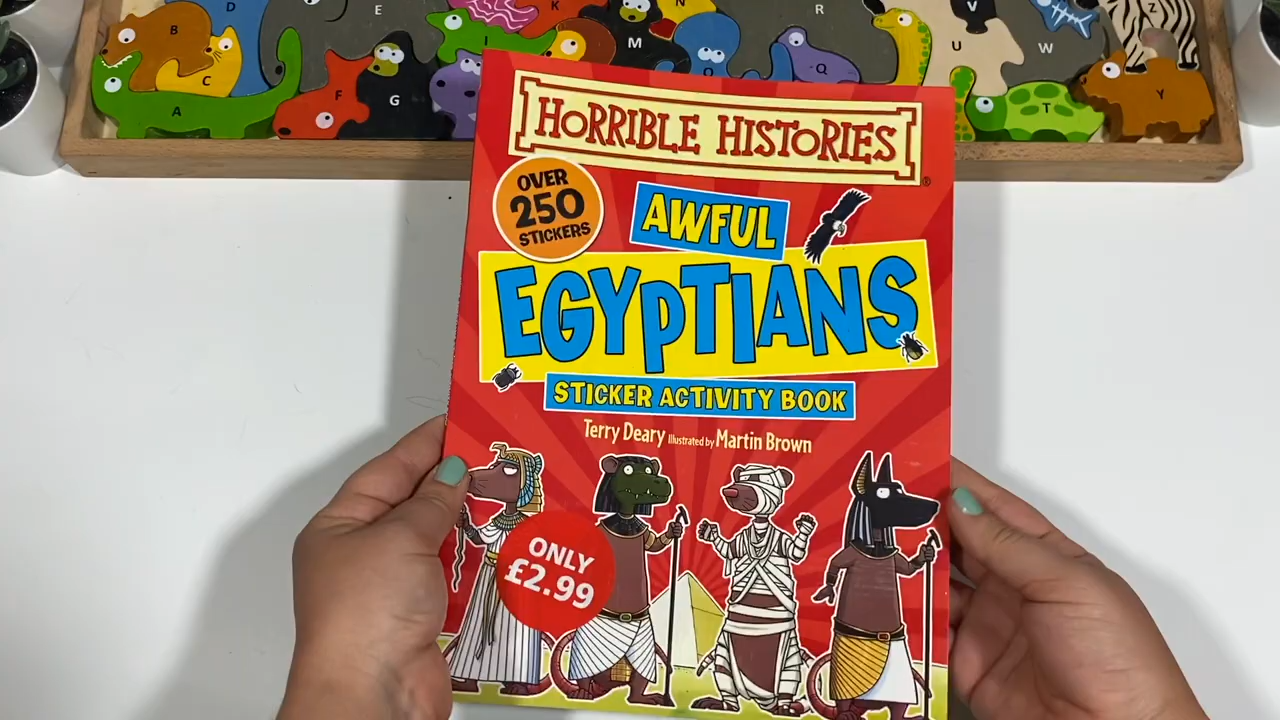 B
D
E
K
N
R
V
Z
C
I
M
Q
U
W
A
F
G
O
T
Y
HORRIBLE HISTORIES®
OVER
250
STICKERS
AWFUL
EGYPTIANS
STICKER ACTIVITY BOOK
Terry Deary Illustrated by Martin Brown
ONLY
£2.99